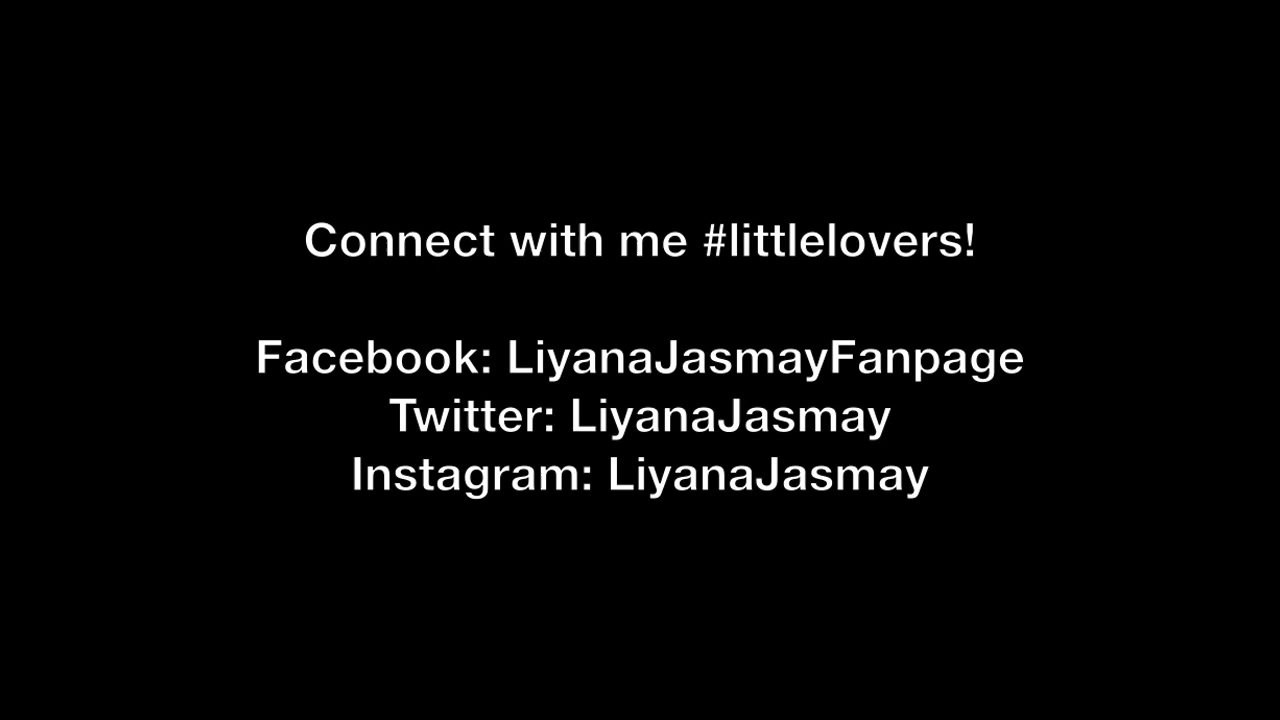 Connect with me #littlelovers!
Facebook: LiyanaJasmayFanpage
Twitter: LiyanaJasmay
Instagram: LiyanaJasmay